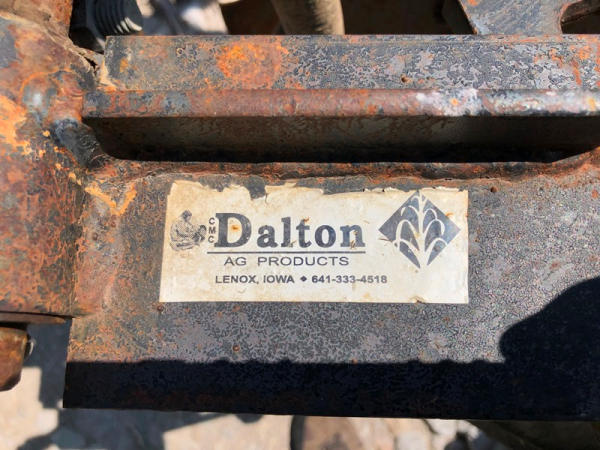 CMC Dalton
AG PRODUCTS
LENOX, IOWA ◆ 641-333-4518